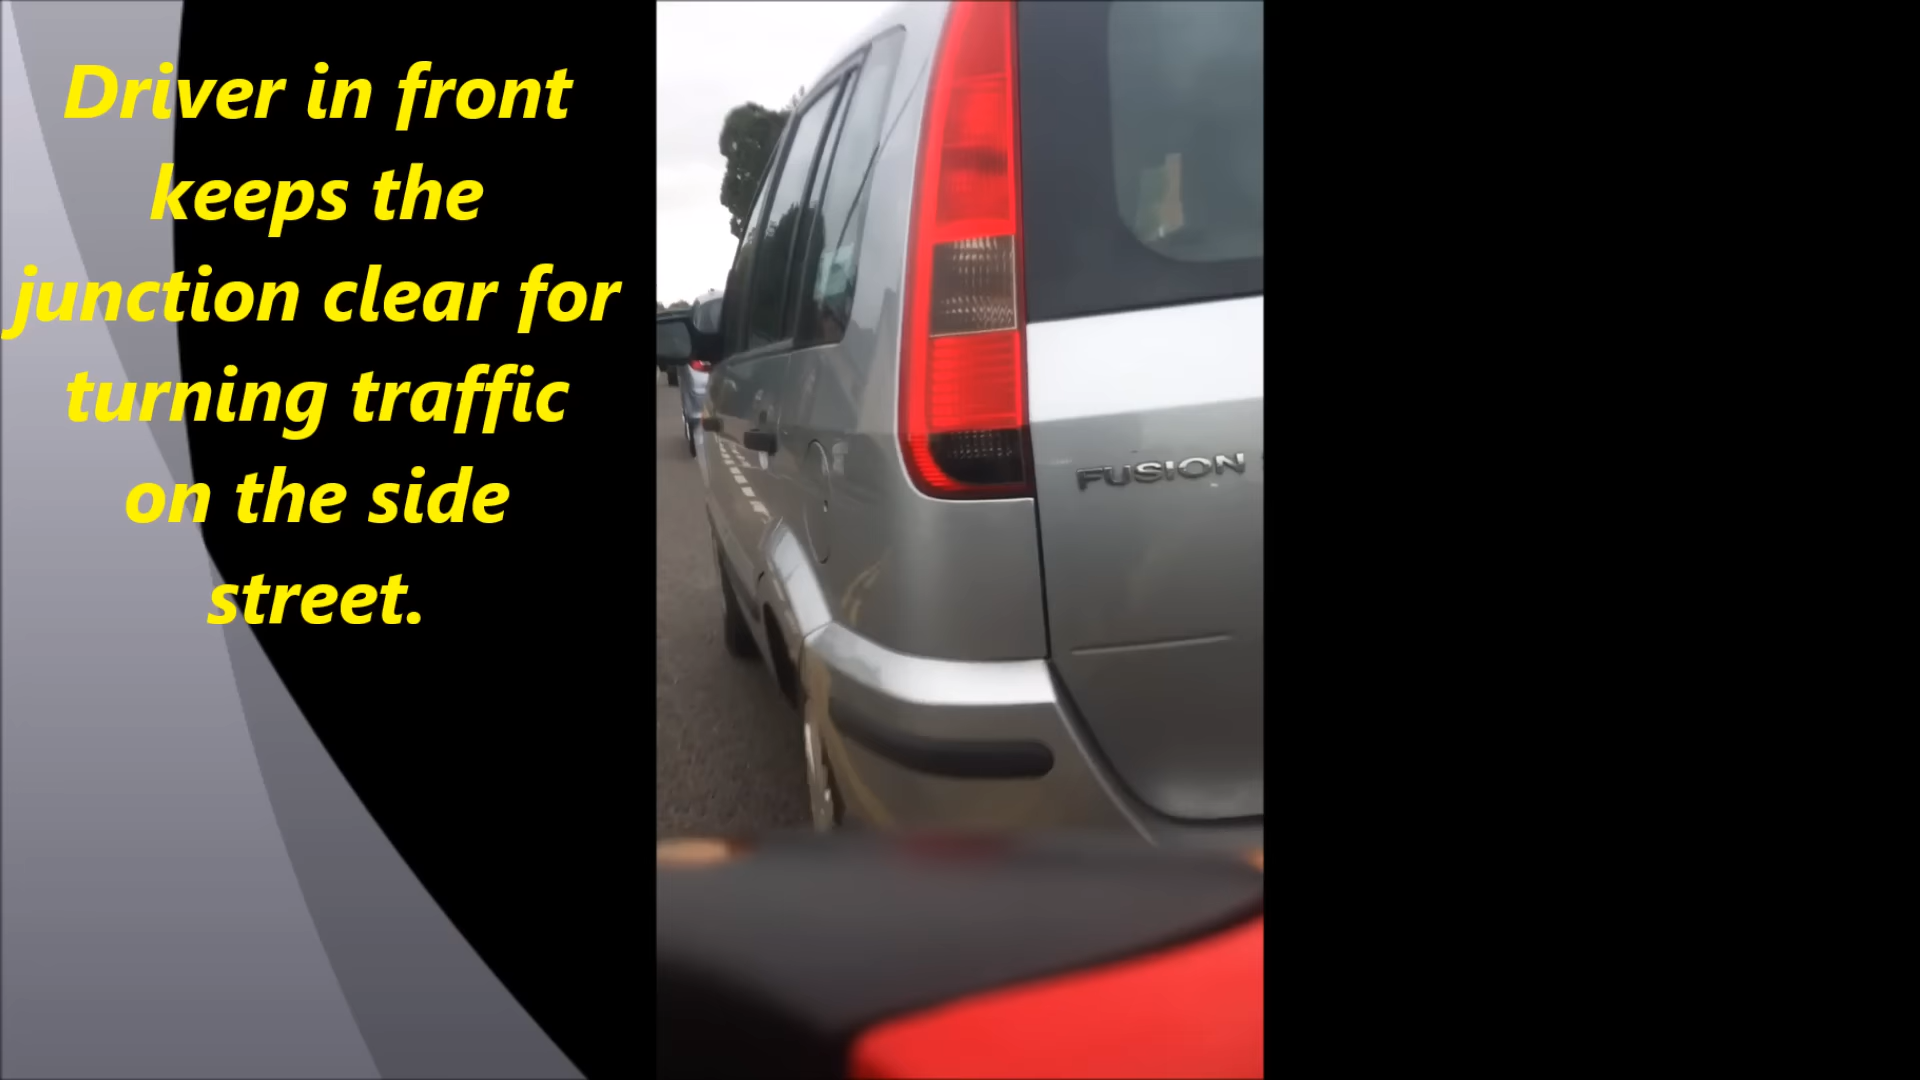 Driver in front
keeps the
junction clear for
turning traffic
on the side
street.
FUSION